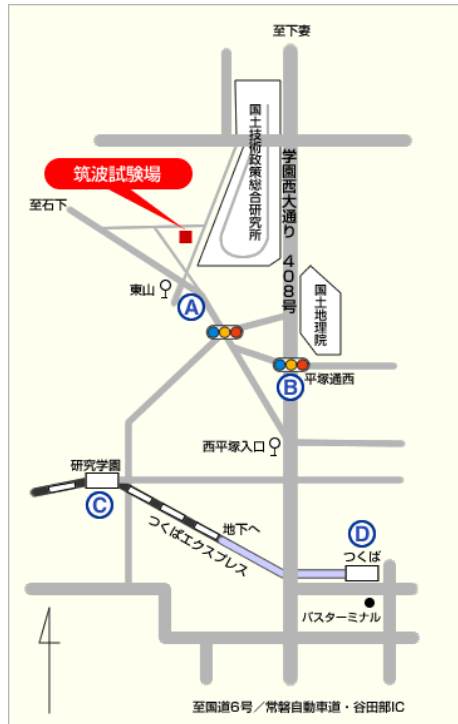 至下妻
国土技術政策総合研究所
学園西大通り 408号
筑波試験場
至石下
東山
A
国土地理院
B
平塚通西
西平塚入口
研究学園
C
つくばエクスプレス
地下へ
D
つくば
バスターミナル
至国道6号/常磐自動車道・谷田部IC